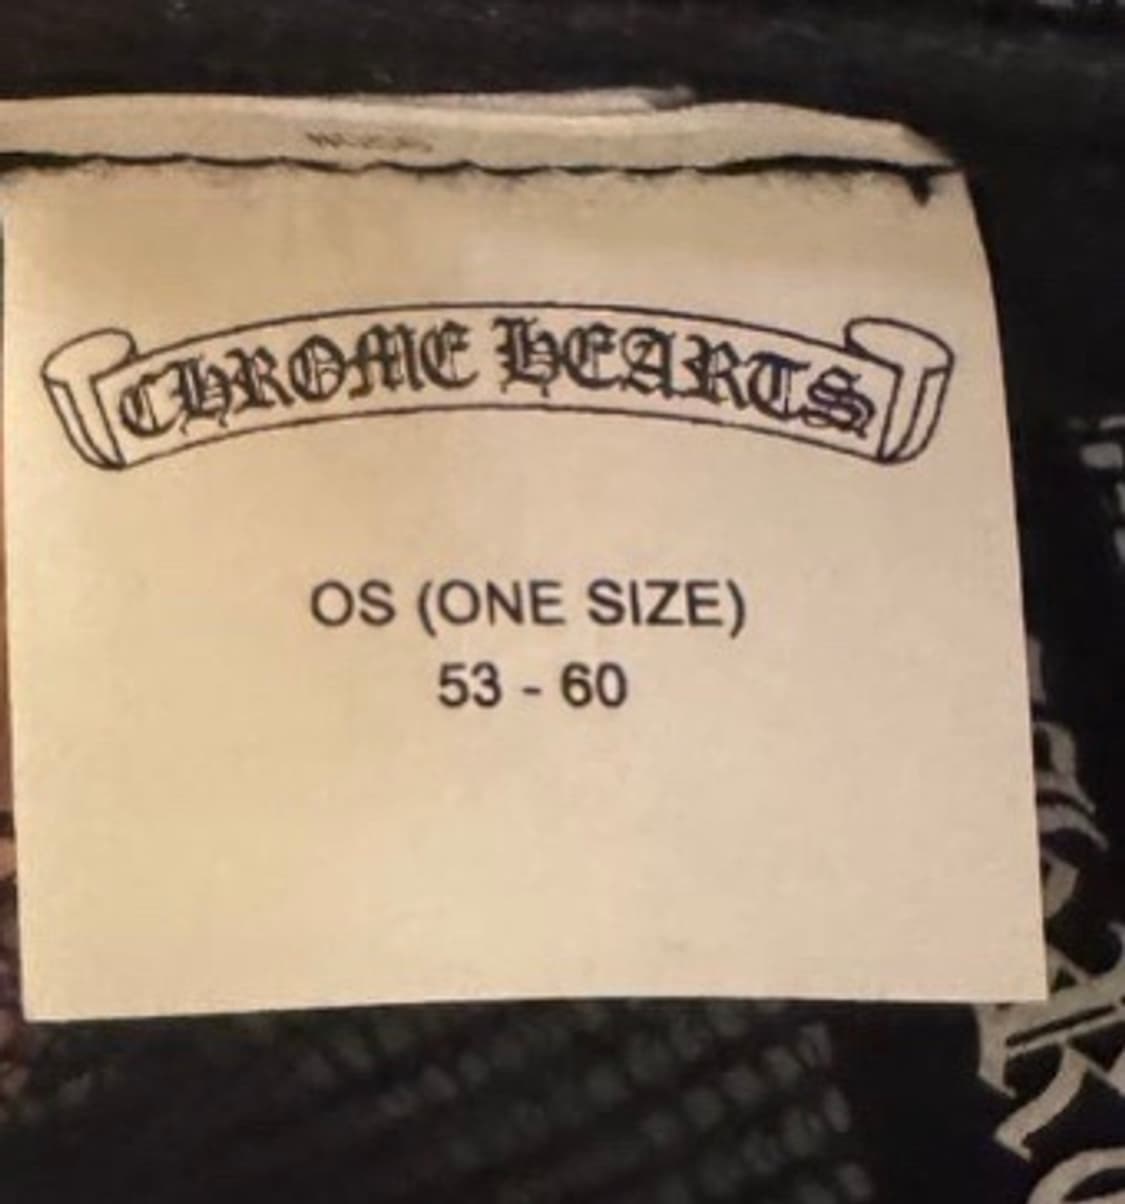 CHROME HEARTS
OS (ONE SIZE)
53 - 60